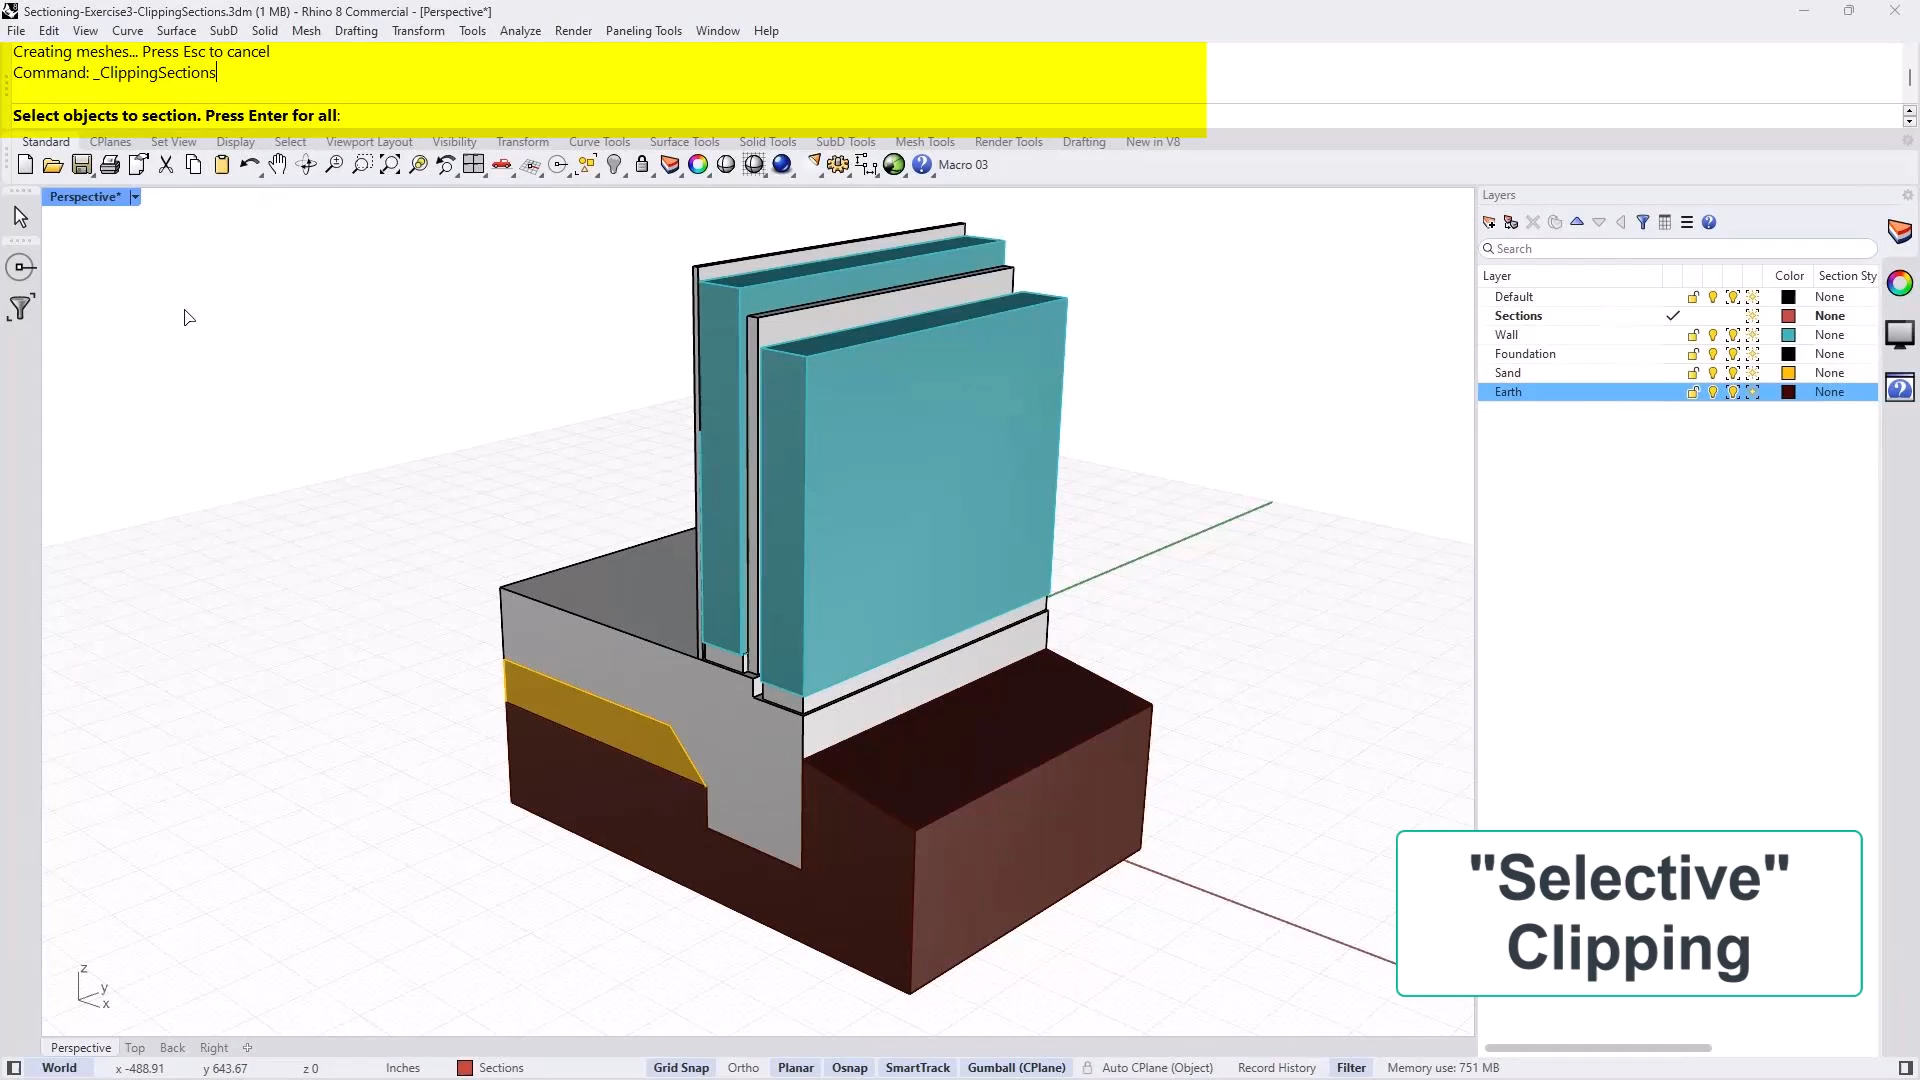 Sectioning-Exercise3-ClippingSections.3dm (1 MB) - Rhino 8 Commercial - [Perspective*]
File Edit View Curve Surface SubD Solid Mesh Drafting Transform Tools Analyze Render Paneling Tools Window Help
Creating meshes... Press Esc to cancel
Command: _ClippingSections
Select objects to section. Press Enter for all:
Standard CPlanes Set View Display Select Viewport Layout Visibility Transform Curve Tools Surface Tools Solid Tools SubD Tools Mesh Tools Render Tools Drafting New in V8
Macro 03
Perspective*
Layers
Search
Layer Color Section Sty
Default None
Sections None
Wall None
Foundation None
Sand None
Earth None
"Selective"
Clipping
z
y
x
Perspective Top Back Right
World x -488.91 y 643.67 z 0 Inches Sections Grid Snap Ortho Planar Osnap SmartTrack Gumball (CPlane) Auto CPlane (Object) Record History Filter Memory use: 751 MB